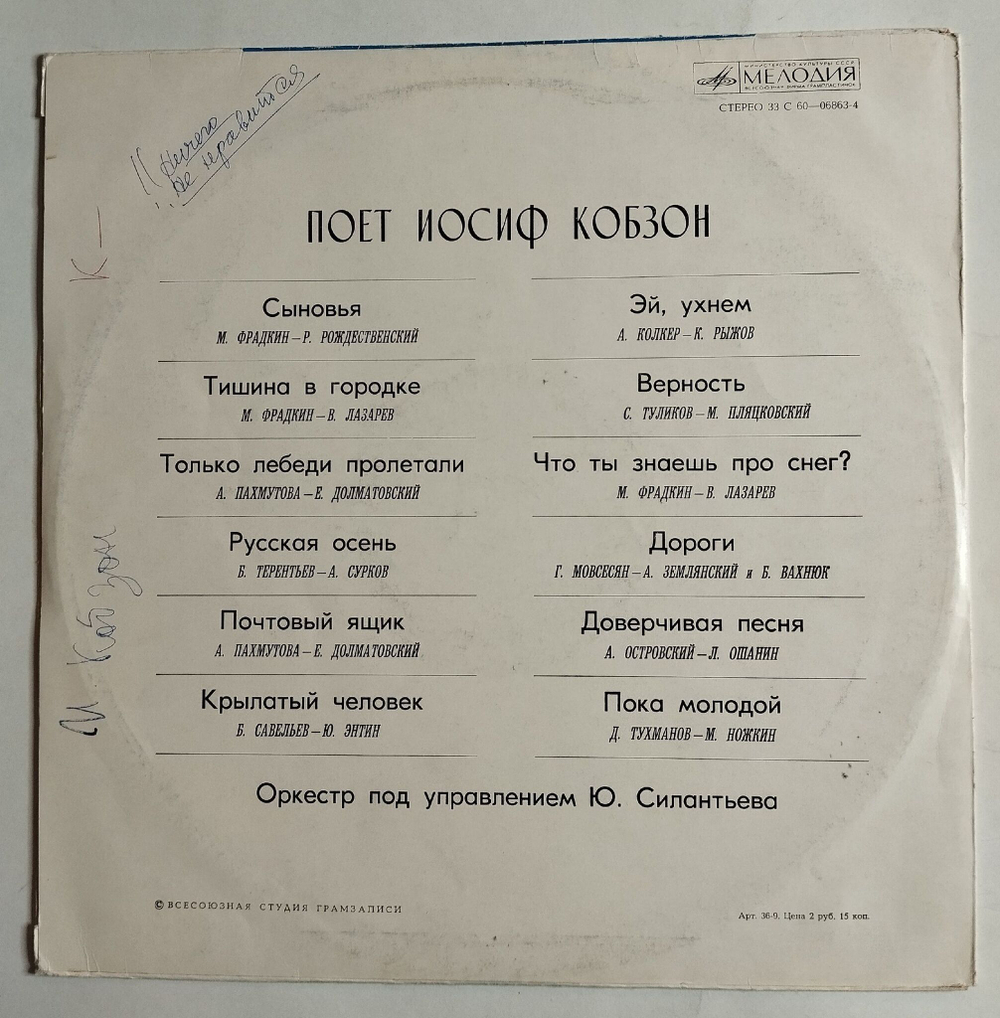 МИНИСТЕРСТВО КУЛЬТУРЫ СССР
МЕЛОДИЯ
ВСЕСОЮЗНАЯ ФИРМА ГРАМПЛАСТИНОК
СТЕРЕО 33 С 60—06863-4
!! Ничего
не нравится
К —
И. Кобзон
ПОЕТ ИОСИФ КОБЗОН
Сыновья
М. ФРАДКИН—Р. РОЖДЕСТВЕНСКИЙ
Тишина в городке
М. ФРАДКИН—В. ЛАЗАРЕВ
Только лебеди пролетали
А. ПАХМУТОВА—Е. ДОЛМАТОВСКИЙ
Русская осень
Б. ТЕРЕНТЬЕВ—А. СУРКОВ
Почтовый ящик
А. ПАХМУТОВА—Е. ДОЛМАТОВСКИЙ
Крылатый человек
Б. САВЕЛЬЕВ—Ю. ЭНТИН
Эй, ухнем
А. КОЛКЕР—К. РЫЖОВ
Верность
С. ТУЛИКОВ—М. ПЛЯЦКОВСКИЙ
Что ты знаешь про снег?
М. ФРАДКИН—В. ЛАЗАРЕВ
Дороги
Г. МОВСЕСЯН—А. ЗЕМЛЯНСКИЙ и Б. ВАХНЮК
Доверчивая песня
А. ОСТРОВСКИЙ—Л. ОШАНИН
Пока молодой
Д. ТУХМАНОВ—М. НОЖКИН
Оркестр под управлением Ю. Силантьева
© ВСЕСОЮЗНАЯ СТУДИЯ ГРАМЗАПИСИ
Арт. 36-9. Цена 2 руб. 15 коп.